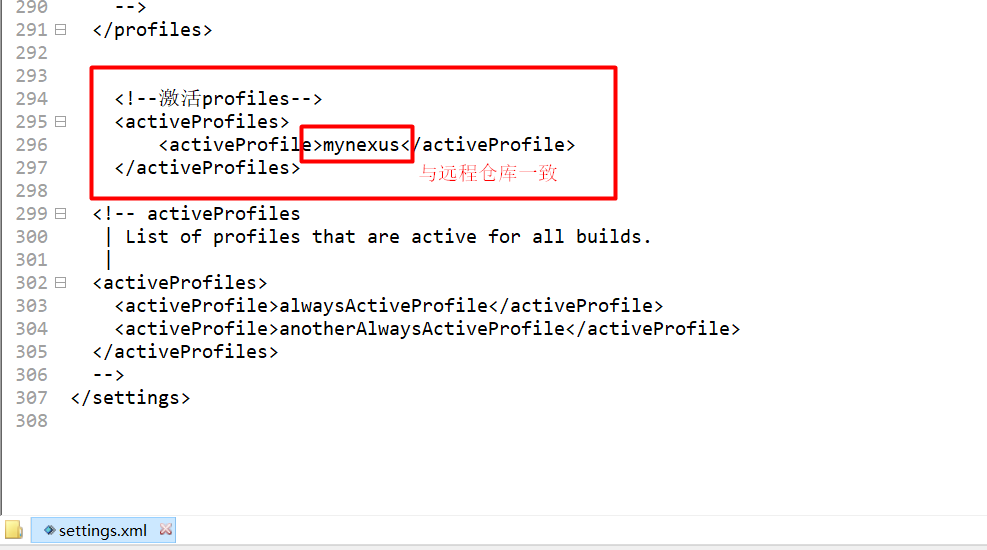 290 -->
291 </profiles>
292
293
294 <!--激活profiles-->
295 <activeProfiles>
296 <activeProfile>mynexus</activeProfile>
297 </activeProfiles>
与远程仓库一致
298
299 <!-- activeProfiles
300 | List of profiles that are active for all builds.
301 |
302 <activeProfiles>
303 <activeProfile>alwaysActiveProfile</activeProfile>
304 <activeProfile>anotherAlwaysActiveProfile</activeProfile>
305 </activeProfiles>
306 -->
307 </settings>
308
settings.xml